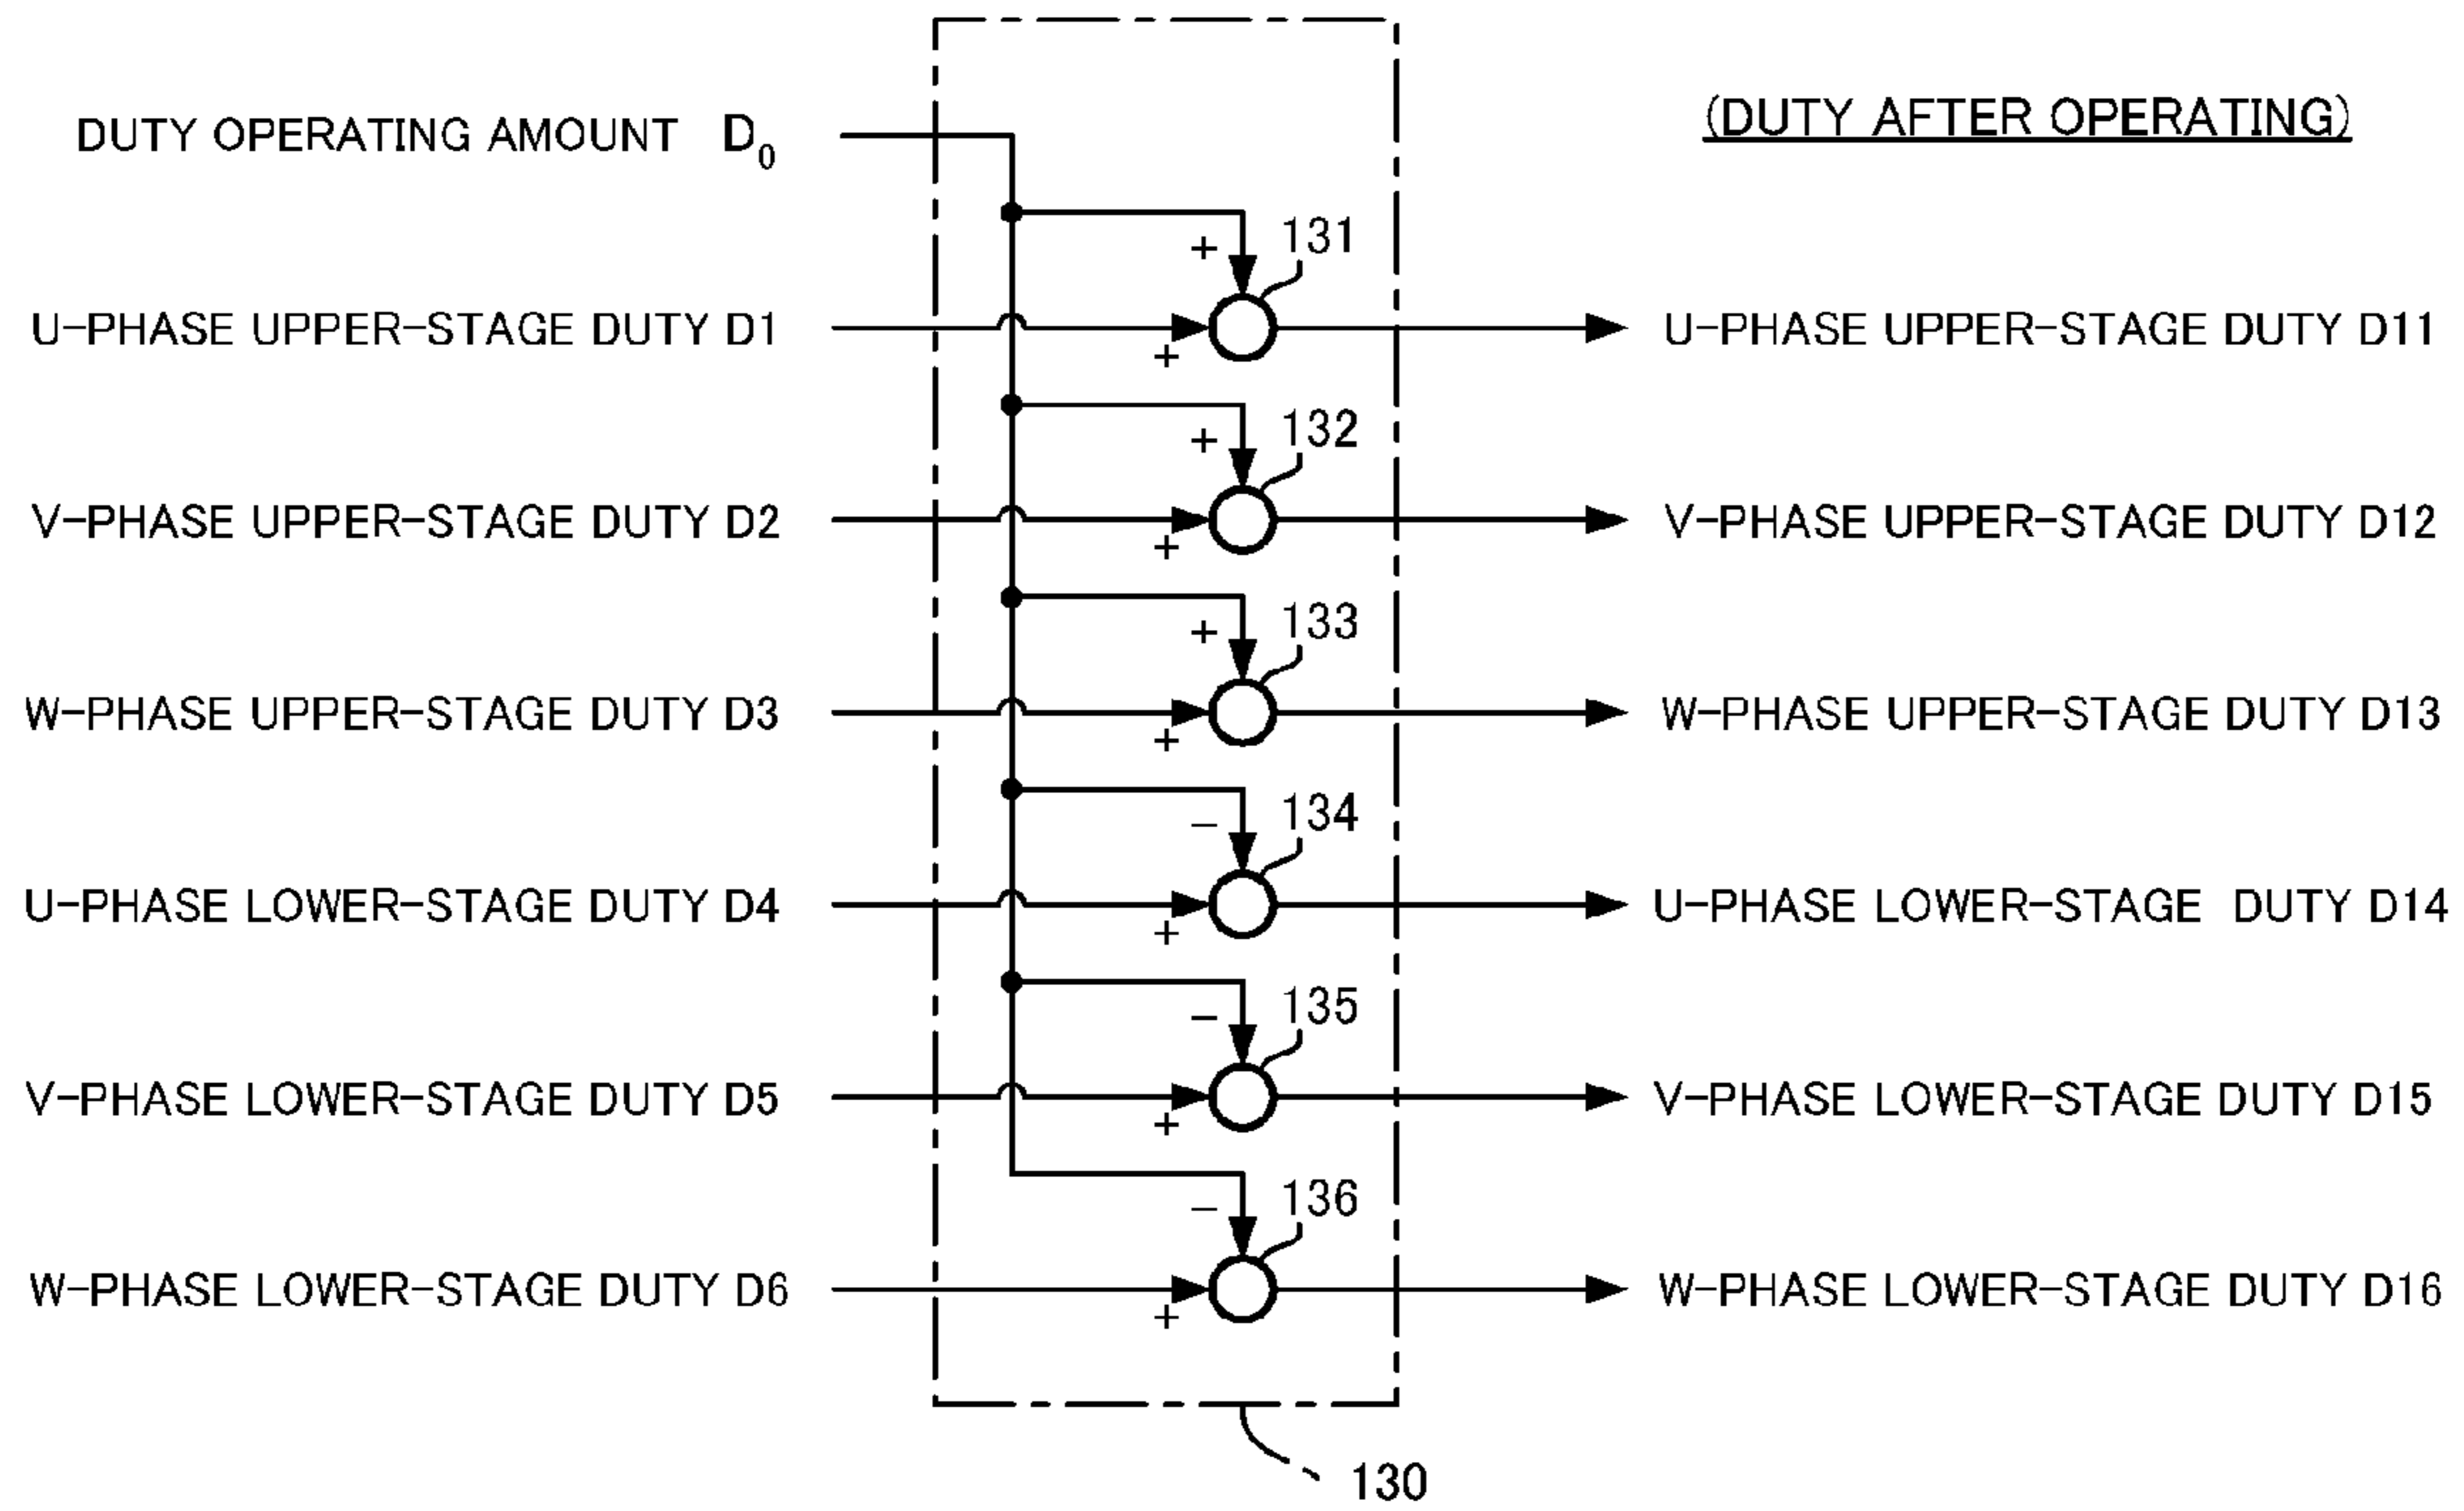 DUTY OPERATING AMOUNT D0
(DUTY AFTER OPERATING)
+ 131
U-PHASE UPPER-STAGE DUTY D1
+
U-PHASE UPPER-STAGE DUTY D11
+ 132
V-PHASE UPPER-STAGE DUTY D2
+
V-PHASE UPPER-STAGE DUTY D12
+ 133
W-PHASE UPPER-STAGE DUTY D3
+
W-PHASE UPPER-STAGE DUTY D13
− 134
U-PHASE LOWER-STAGE DUTY D4
+
U-PHASE LOWER-STAGE DUTY D14
− 135
V-PHASE LOWER-STAGE DUTY D5
+
V-PHASE LOWER-STAGE DUTY D15
− 136
W-PHASE LOWER-STAGE DUTY D6
+
W-PHASE LOWER-STAGE DUTY D16
130